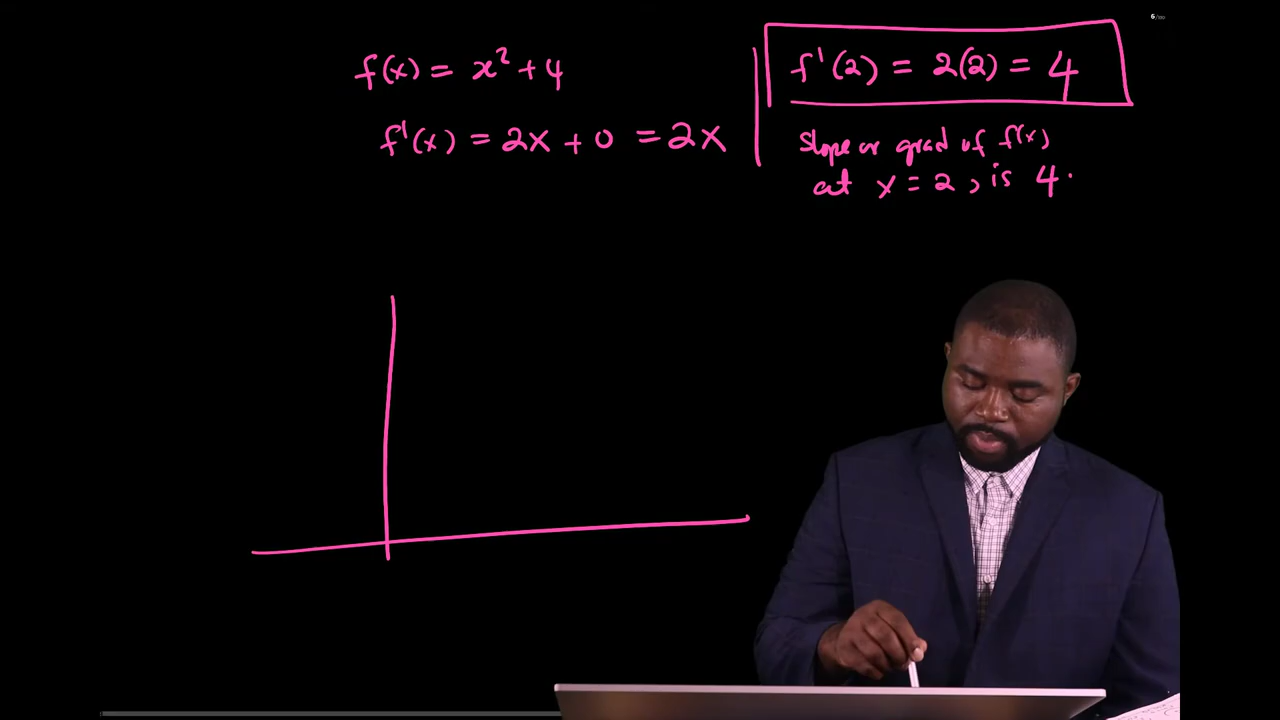 f(x) = x² + 4
f'(x) = 2x + 0 = 2x
f'(2) = 2(2) = 4
slope or grad of f(x)
at x = 2, is 4.